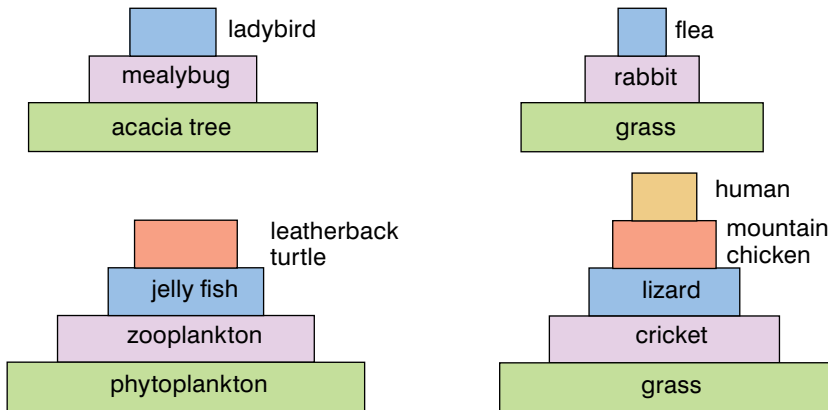 ladybird
mealybug
acacia tree
flea
rabbit
grass
leatherback
turtle
jelly fish
zooplankton
phytoplankton
human
mountain
chicken
lizard
cricket
grass